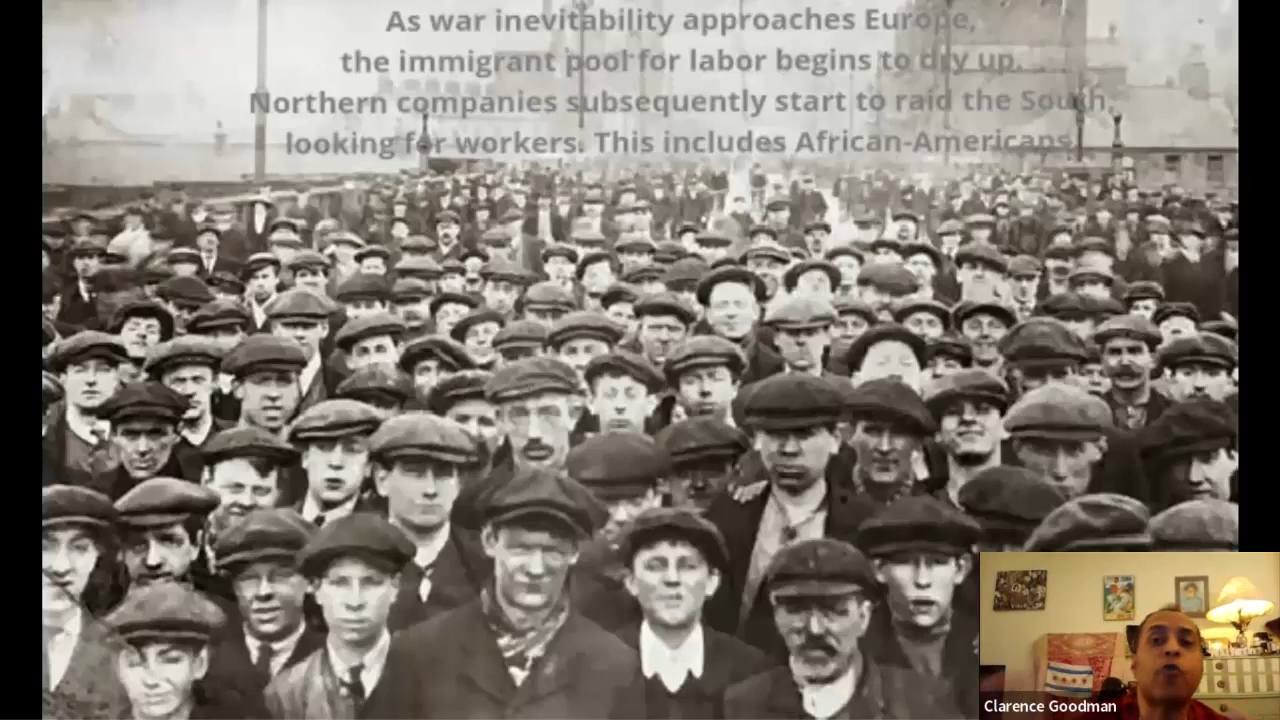 As war inevitability approaches Europe,
the immigrant pool for labor begins to dry up.
Northern companies subsequently start to raid the South,
looking for workers. This includes African-Americans.
Clarence Goodman